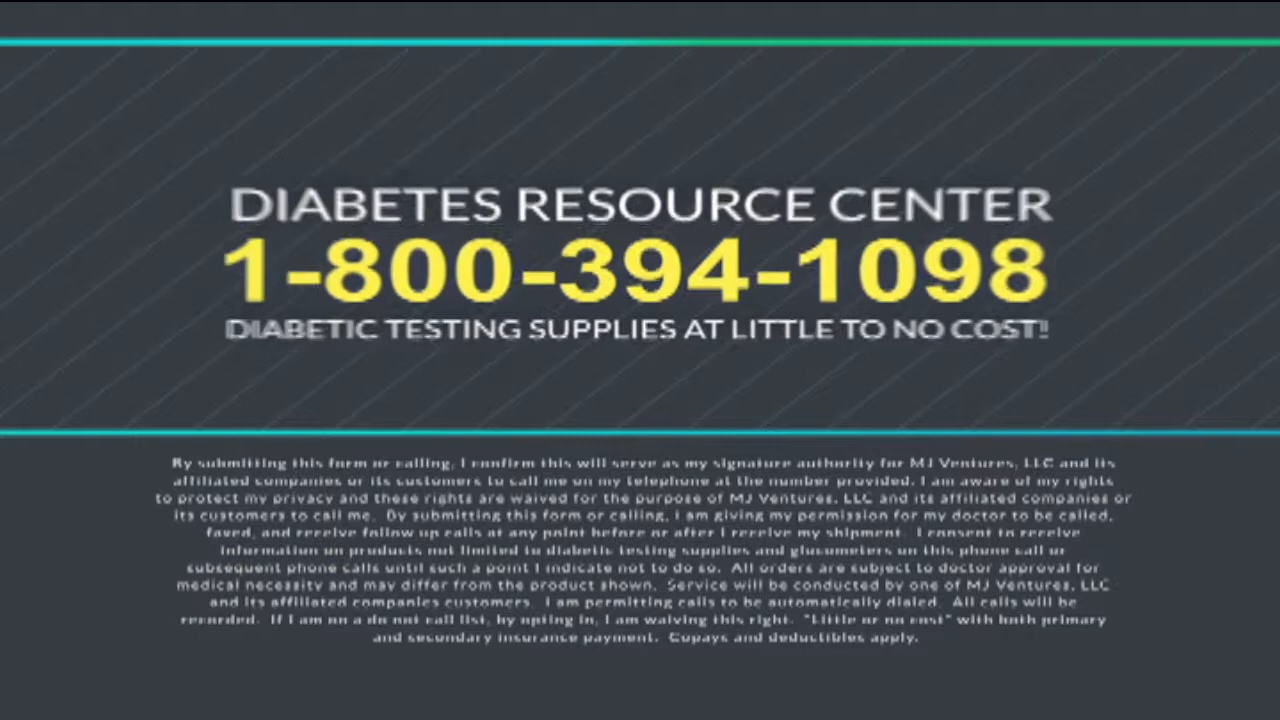 DIABETES RESOURCE CENTER
1-800-394-1098
DIABETIC TESTING SUPPLIES AT LITTLE TO NO COST!
By submitting this form or calling, I confirm this will serve as my signature authority for MJ Ventures, LLC and its
affiliated companies or its customers to call me on my telephone at the number provided. I am aware of my rights
to protect my privacy and these rights are waived for the purpose of MJ Ventures, LLC and its affiliated companies or
its customers to call me. By submitting this form or calling, I am giving my permission for my doctor to be called,
faxed, and receive follow up calls at any point before or after I receive my shipment. I consent to receive
information on products not limited to diabetic testing supplies and glucometers on this phone call or
subsequent phone calls until such a point I indicate not to do so. All orders are subject to doctor approval for
medical necessity and may differ from the product shown. Service will be conducted by one of MJ Ventures, LLC
and its affiliated companies customers. I am permitting calls to be automatically dialed. All calls will be
recorded. If I am on a do not call list, by opting in, I am waiving this right. "Little or no cost" with both primary
and secondary insurance payment. Copays and deductibles apply.